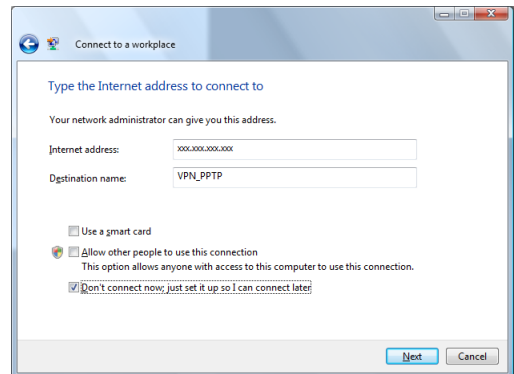 Connect to a workplace
Type the Internet address to connect to
Your network administrator can give you this address.
Internet address: xxx.xxx.xxx.xxx
Destination name: VPN_PPTP
Use a smart card
Allow other people to use this connection
This option allows anyone with access to this computer to use this connection.
Don't connect now; just set it up so I can connect later
Next Cancel